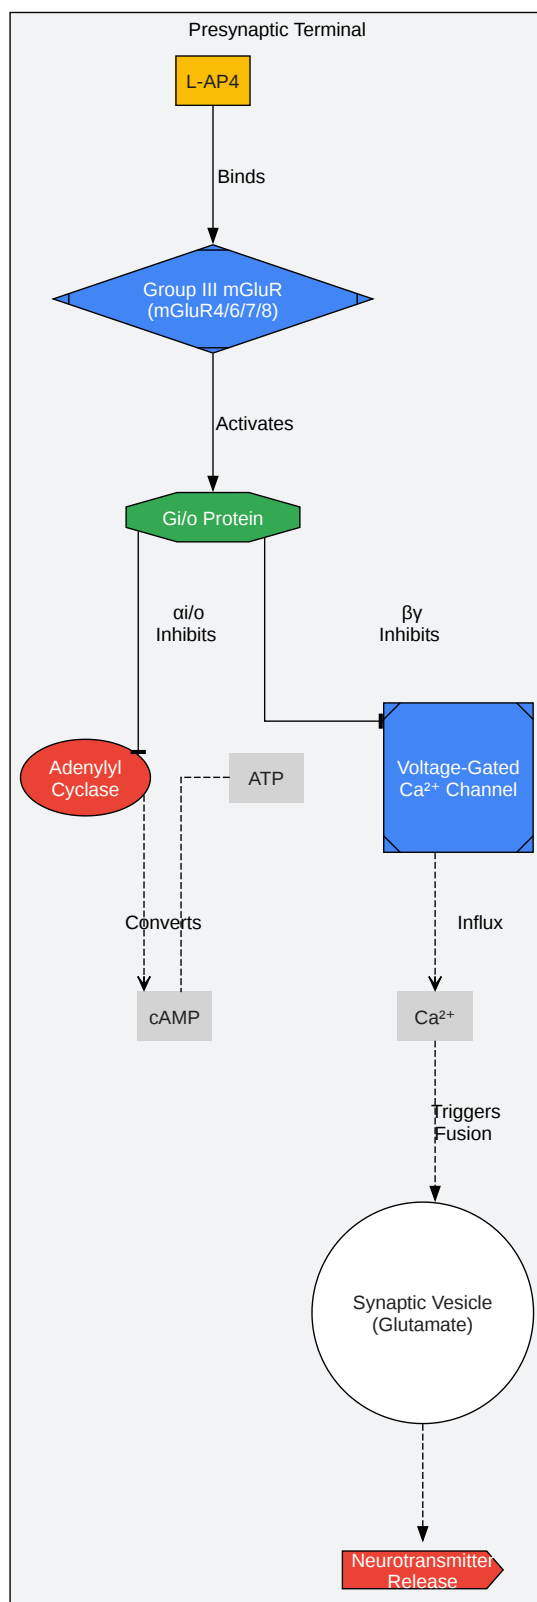 Presynaptic Terminal
L-AP4
Binds
Group III mGluR
(mGluR4/6/7/8)
Activates
Gi/o Protein
αi/o
Inhibits
βγ
Inhibits
Adenylyl
Cyclase
ATP
Voltage-Gated
Ca²⁺ Channel
Converts
Influx
cAMP
Ca²⁺
Triggers
Fusion
Synaptic Vesicle
(Glutamate)
Neurotransmitter
Release